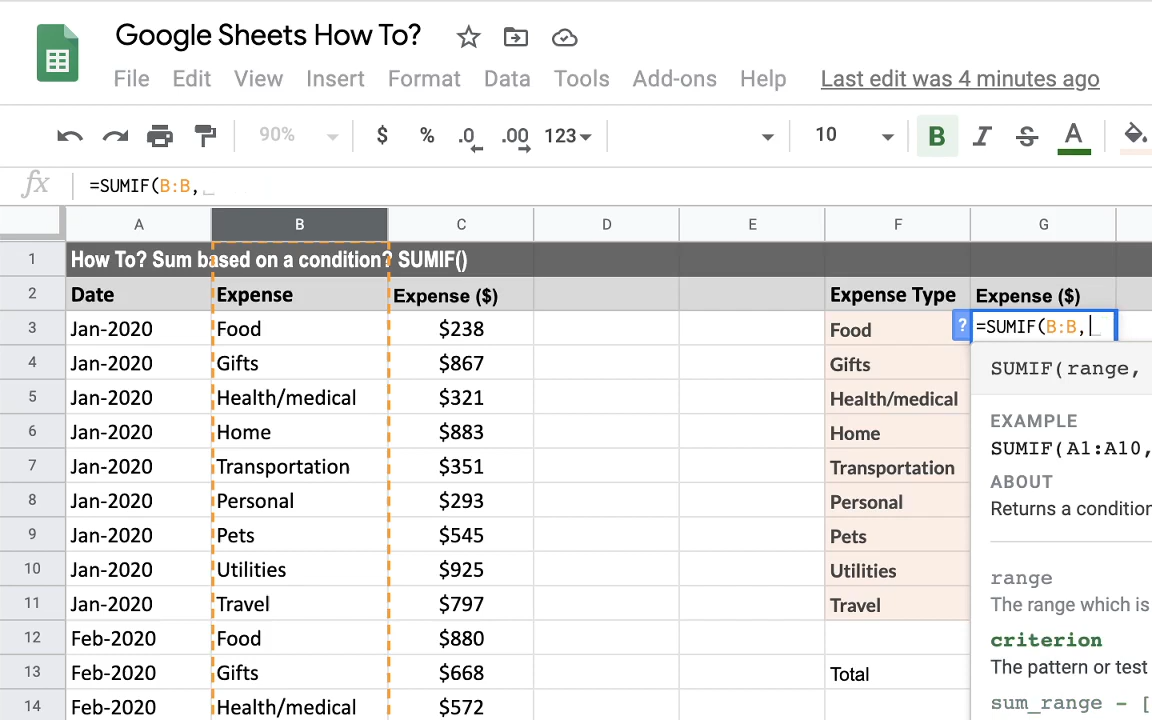 Google Sheets How To?
File Edit View Insert Format Data Tools Add-ons Help Last edit was 4 minutes ago
90% $ % .0 .00 123 10 B I S A
fx =SUMIF(B:B,
A B C D E F G
1 How To? Sum based on a condition? SUMIF()
2 Date Expense Expense ($) Expense Type Expense ($)
3 Jan-2020 Food $238 Food ? =SUMIF(B:B,
4 Jan-2020 Gifts $867 Gifts
SUMIF(range,
5 Jan-2020 Health/medical $321 Health/medical
EXAMPLE
6 Jan-2020 Home $883 Home
SUMIF(A1:A10,
7 Jan-2020 Transportation $351 Transportation
ABOUT
8 Jan-2020 Personal $293 Personal
Returns a condition
9 Jan-2020 Pets $545 Pets
10 Jan-2020 Utilities $925 Utilities
range
11 Jan-2020 Travel $797 Travel
The range which is
12 Feb-2020 Food $880
criterion
13 Feb-2020 Gifts $668 Total
The pattern or test
14 Feb-2020 Health/medical $572
sum_range - [